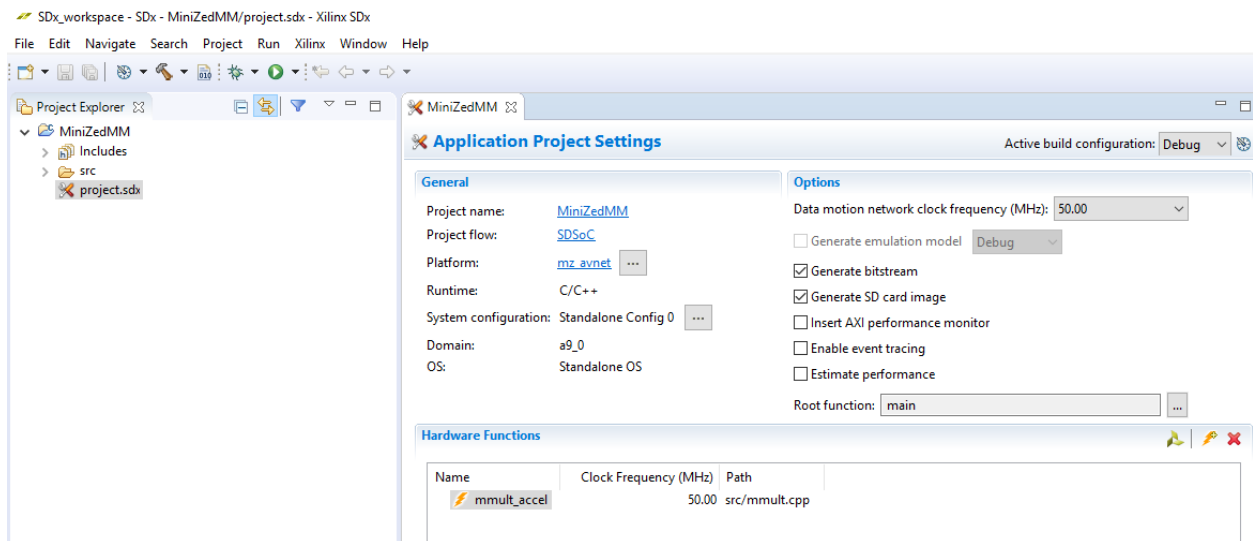 SDx_workspace - SDx - MiniZedMM/project.sdx - Xilinx SDx
File Edit Navigate Search Project Run Xilinx Window Help
010
Project Explorer
MiniZedMM
Includes
src
project.sdx
MiniZedMM
Application Project Settings
Active build configuration: Debug
General
Project name: MiniZedMM
Project flow: SDSoC
Platform: mz_avnet ...
Runtime: C/C++
System configuration: Standalone Config 0 ...
Domain: a9_0
OS: Standalone OS
Options
Data motion network clock frequency (MHz): 50.00
Generate emulation model Debug
Generate bitstream
Generate SD card image
Insert AXI performance monitor
Enable event tracing
Estimate performance
Root function: main ...
Hardware Functions
Name Clock Frequency (MHz) Path
mmult_accel 50.00 src/mmult.cpp